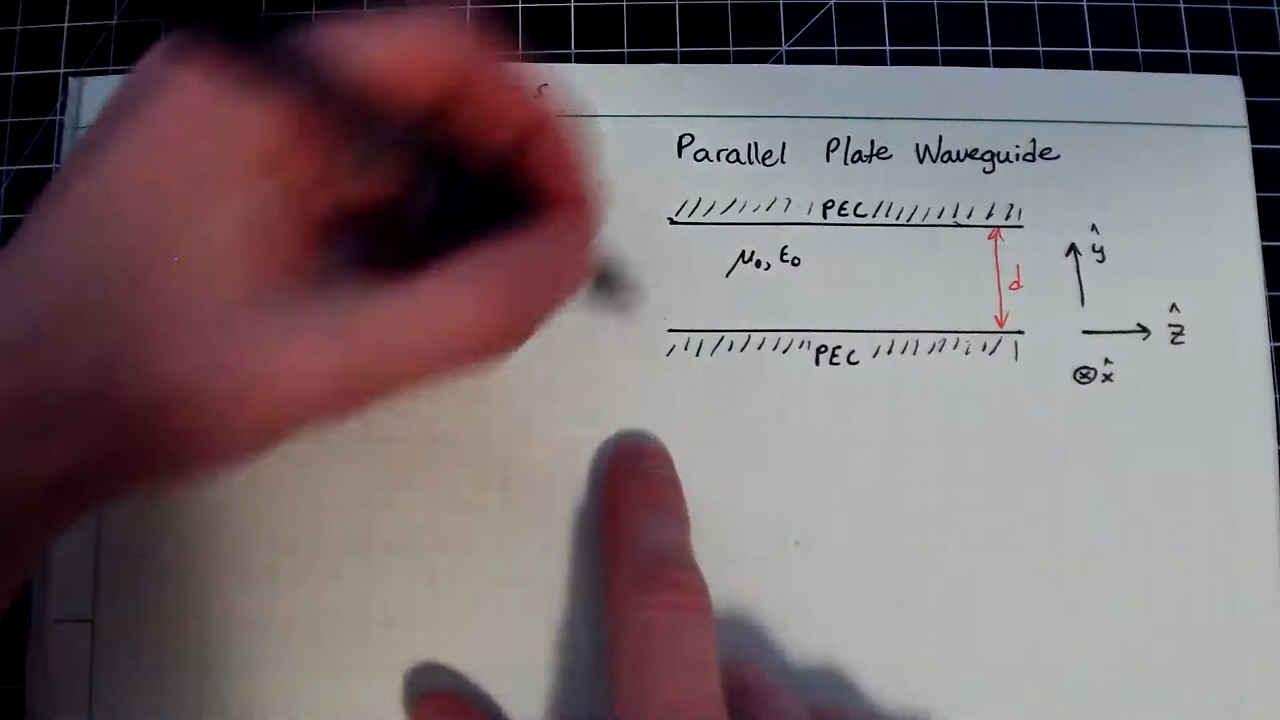 Parallel Plate Waveguide
PEC
μ₀, ε₀
d
ŷ
ẑ
PEC
x̂